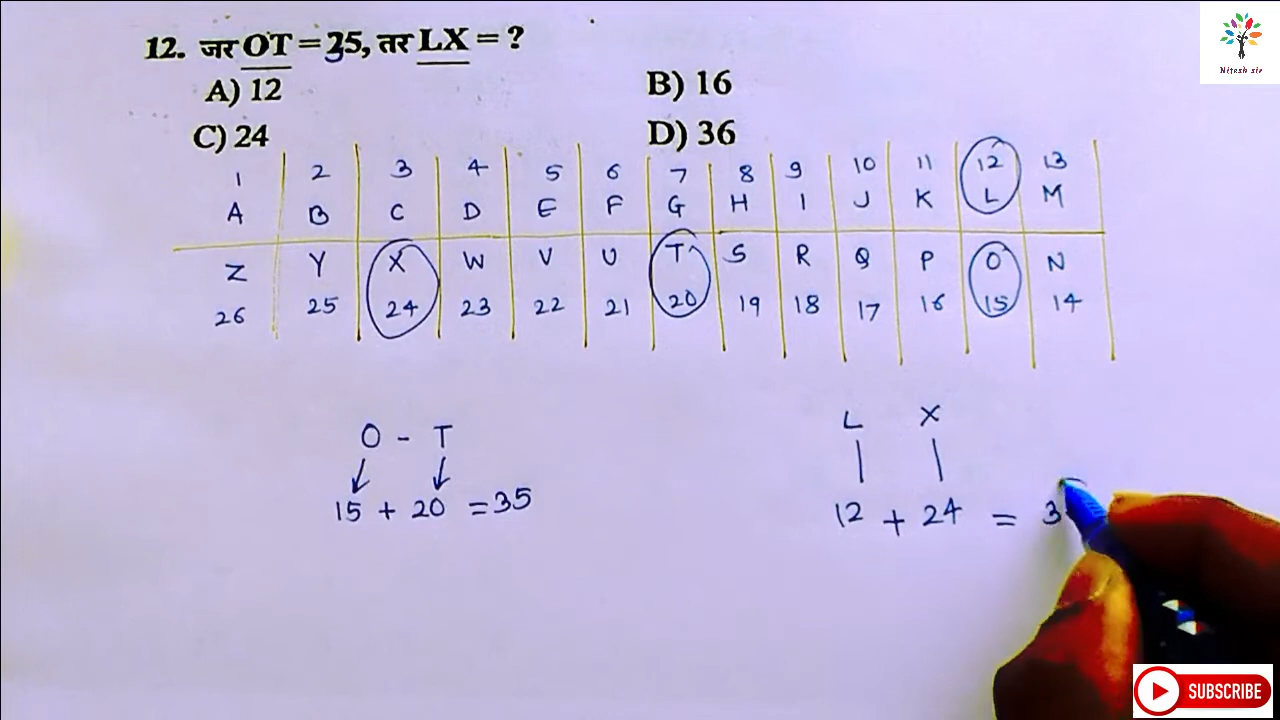 12. जर OT = 35, तर LX = ?
A) 12 B) 16
C) 24 D) 36
1 2 3 4 5 6 7 8 9 10 11 12 13
A B C D E F G H I J K L M
Z Y X W V U T S R Q P O N
26 25 24 23 22 21 20 19 18 17 16 15 14
O - T
15 + 20 = 35
L X
12 + 24 = 3
Nitesh sir
SUBSCRIBE